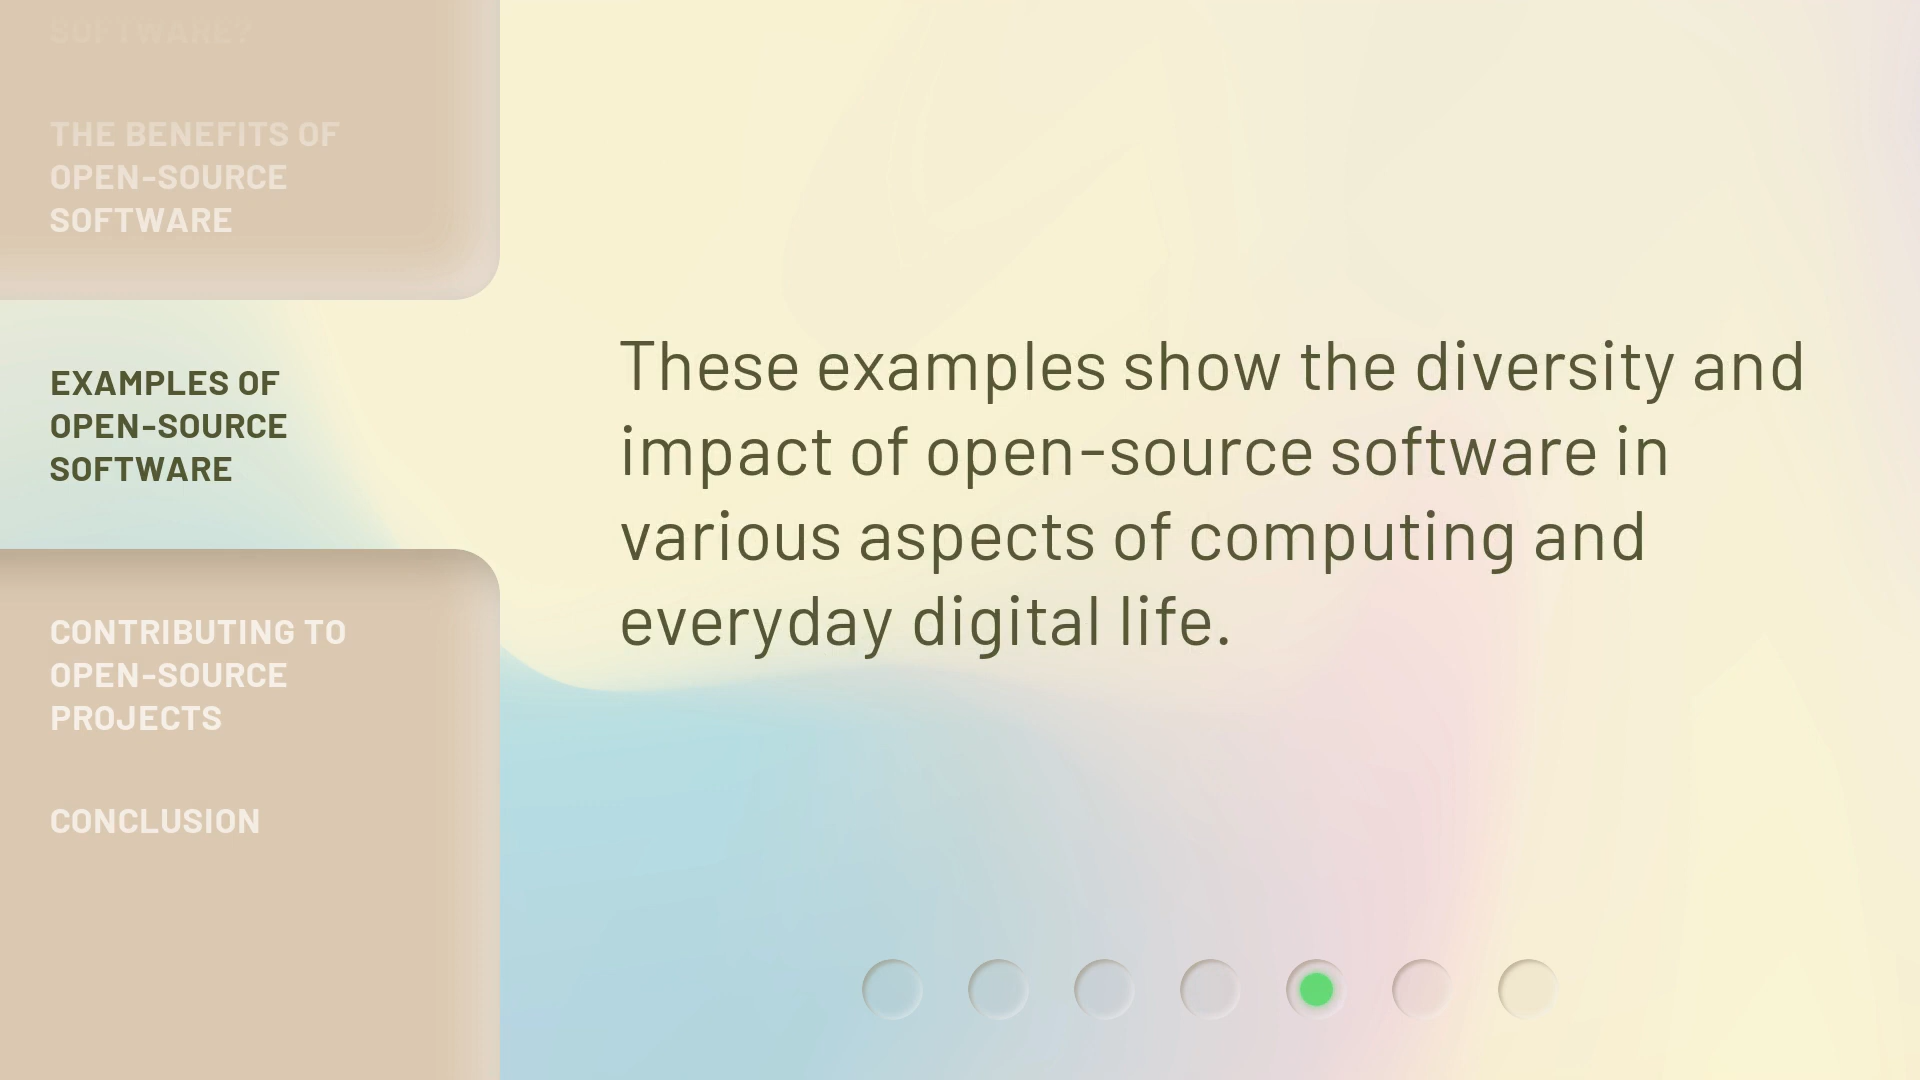 SOFTWARE?
THE BENEFITS OF
OPEN-SOURCE
SOFTWARE
EXAMPLES OF
OPEN-SOURCE
SOFTWARE
CONTRIBUTING TO
OPEN-SOURCE
PROJECTS
CONCLUSION
These examples show the diversity and
impact of open-source software in
various aspects of computing and
everyday digital life.